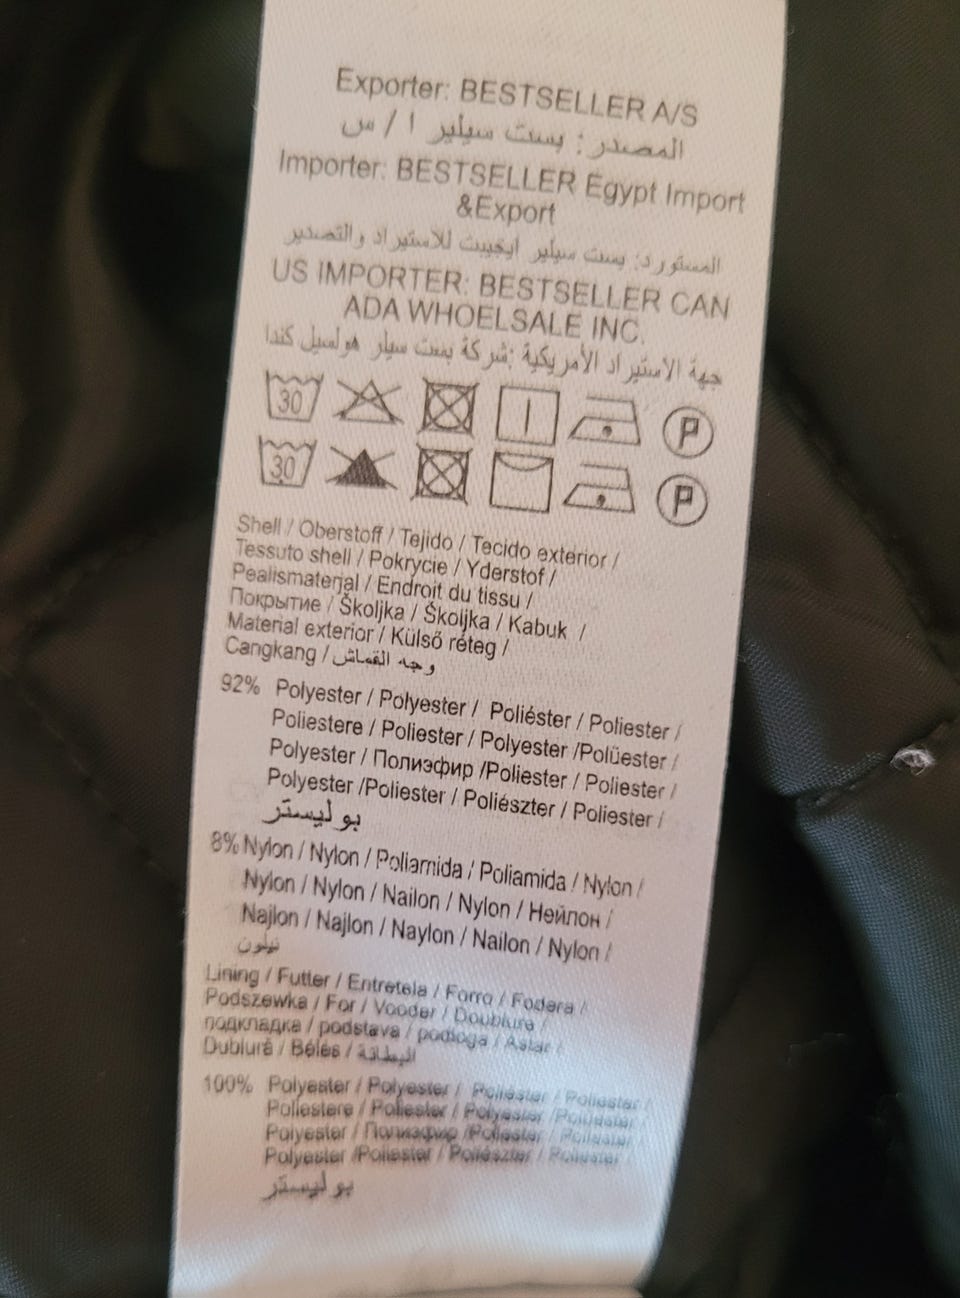 Exporter: BESTSELLER A/S
المصدر: بست سيلير ا / س
Importer: BESTSELLER Egypt Import
&Export
المستورد: بست سيلير ايجيبت للاستيراد والتصدير
US IMPORTER: BESTSELLER CAN
ADA WHOELSALE INC.
جهة الاستيراد الأمريكية :شركة بست سيلر هولسيل كندا
30 P
30 P
Shell / Oberstoff / Tejido / Tecido exterior /
Tessuto shell / Pokrycie / Yderstof /
Pealismaterjal / Endroit du tissu /
Покрытие / Školjka / Školjka / Kabuk /
Material exterior / Külső réteg /
Cangkang / وجه القماش
92% Polyester / Polyester / Poliéster / Poliester /
Poliestere / Poliester / Polyester /Polüester /
Polyester / Полиэфир /Poliester / Poliester /
Polyester /Poliester / Poliészter / Poliester /
بوليستر
8% Nylon / Nylon / Poliamida / Poliamida / Nylon /
Nylon / Nylon / Nailon / Nylon / Нейлон /
Najlon / Najlon / Naylon / Nailon / Nylon /
نيلون
Lining / Futter / Entretela / Forro / Fodera /
Podszewka / For / Vooder / Doublure /
подкладка / podstava / podloga / Astar /
Dublură / Bélés / البطانة
100% Polyester / Polyester / Poliéster / Poliester /
Poliestere / Poliester / Polyester /Polüester /
Polyester / Полиэфир /Poliester / Poliester /
Polyester /Poliester / Poliészter / Poliester /
بوليستر